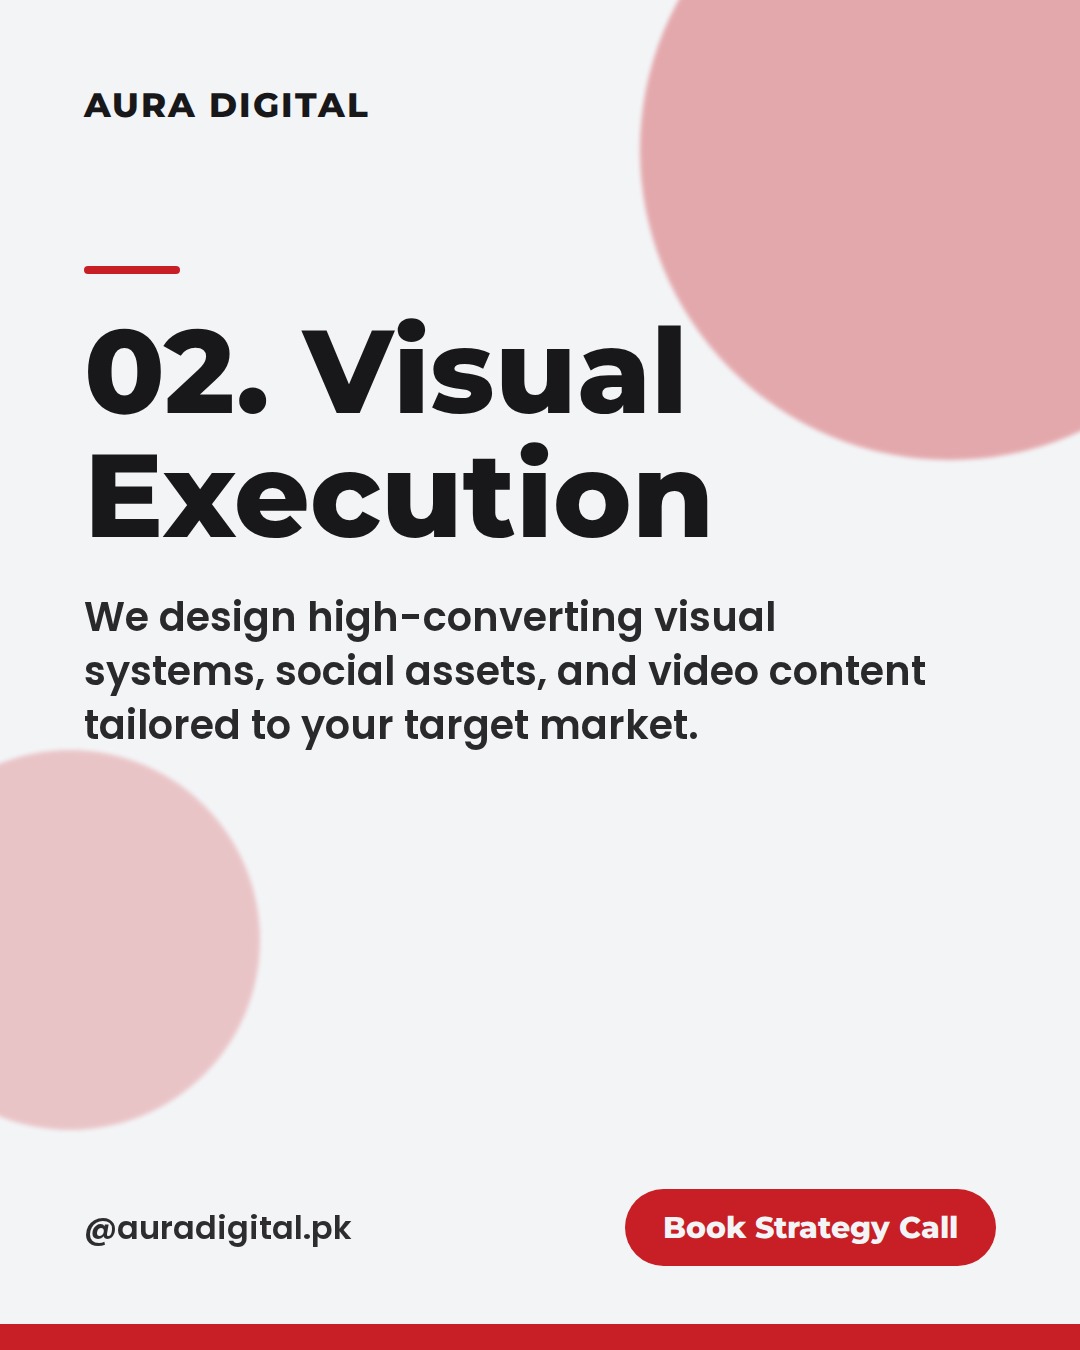 AURA DIGITAL
02. Visual
Execution
We design high-converting visual
systems, social assets, and video content
tailored to your target market.
@auradigital.pk
Book Strategy Call